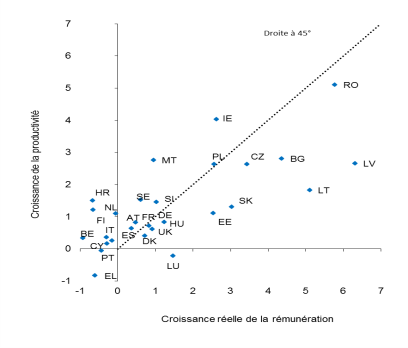 7
Droite à 45°
6
RO
5
IE
4
Croissance de la productivité
3
MT
PL
CZ
BG
LV
2
LT
HR
SE
SI
SK
NL
FI
1
AT
FR
DE
HU
EE
BE
IT
ES
UK
CY
DK
0
PT
LU
EL
-1
-1
0
1
2
3
4
5
6
7
Croissance réelle de la rémunération